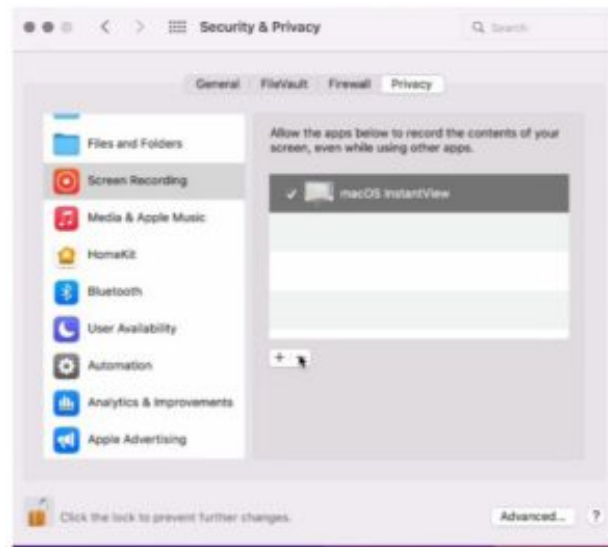 Security & Privacy
Search
General FileVault Firewall Privacy
Allow the apps below to record the contents of your
screen, even while using other apps.
Files and Folders
Screen Recording
Media & Apple Music
HomeKit
Bluetooth
User Availability
Automation
Analytics & Improvements
Apple Advertising
macOS InstantView
+
Click the lock to prevent further changes.
Advanced... ?